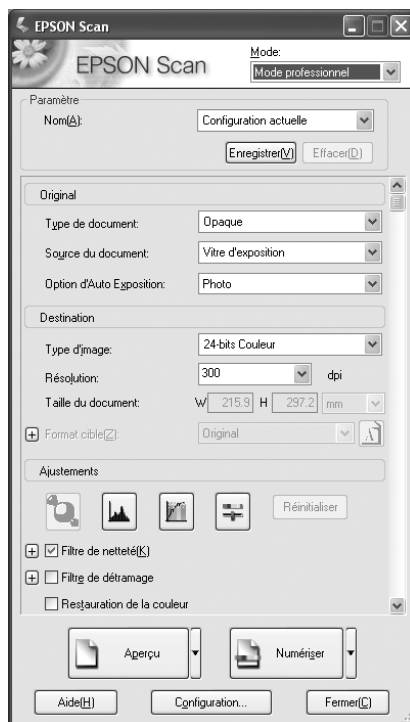 EPSON Scan
EPSON Scan
Mode:
Mode professionnel
Paramètre
Nom(A): Configuration actuelle
Enregistrer(V) Effacer(D)
Original
Type de document: Opaque
Source du document: Vitre d'exposition
Option d'Auto Exposition: Photo
Destination
Type d'image: 24-bits Couleur
Résolution: 300 dpi
Taille du document: W 215.9 H 297.2 mm
Format cible(Z): Original
Ajustements
Réinitialiser
Filtre de netteté(K)
Filtre de détramage
Restauration de la couleur
Aperçu Numériser
Aide(H) Configuration... Fermer(C)